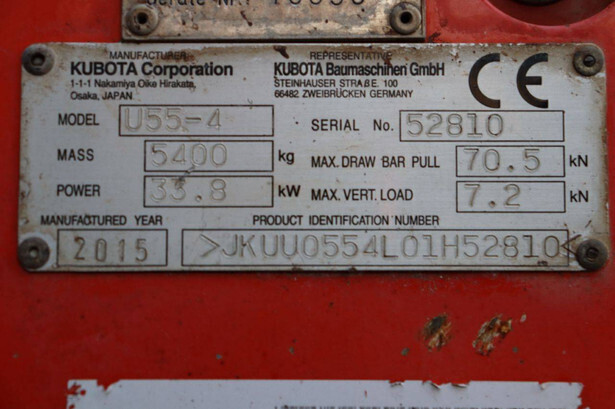 MANUFACTURER
KUBOTA Corporation
1-1-1 Nakamiya Oike Hirakata,
Osaka, JAPAN
REPRESENTATIVE
KUBOTA Baumaschinen GmbH
STEINHAUSER STRAßE 100
66482 ZWEIBRÜCKEN GERMANY
CE
MODEL U55-4
SERIAL No. 52810
MASS 5400 kg
MAX. DRAW BAR PULL 70.5 kN
POWER 33.8 kW
MAX. VERT. LOAD 7.2 kN
MANUFACTURED YEAR
2015
PRODUCT IDENTIFICATION NUMBER
>JKUU0554L01H52810<